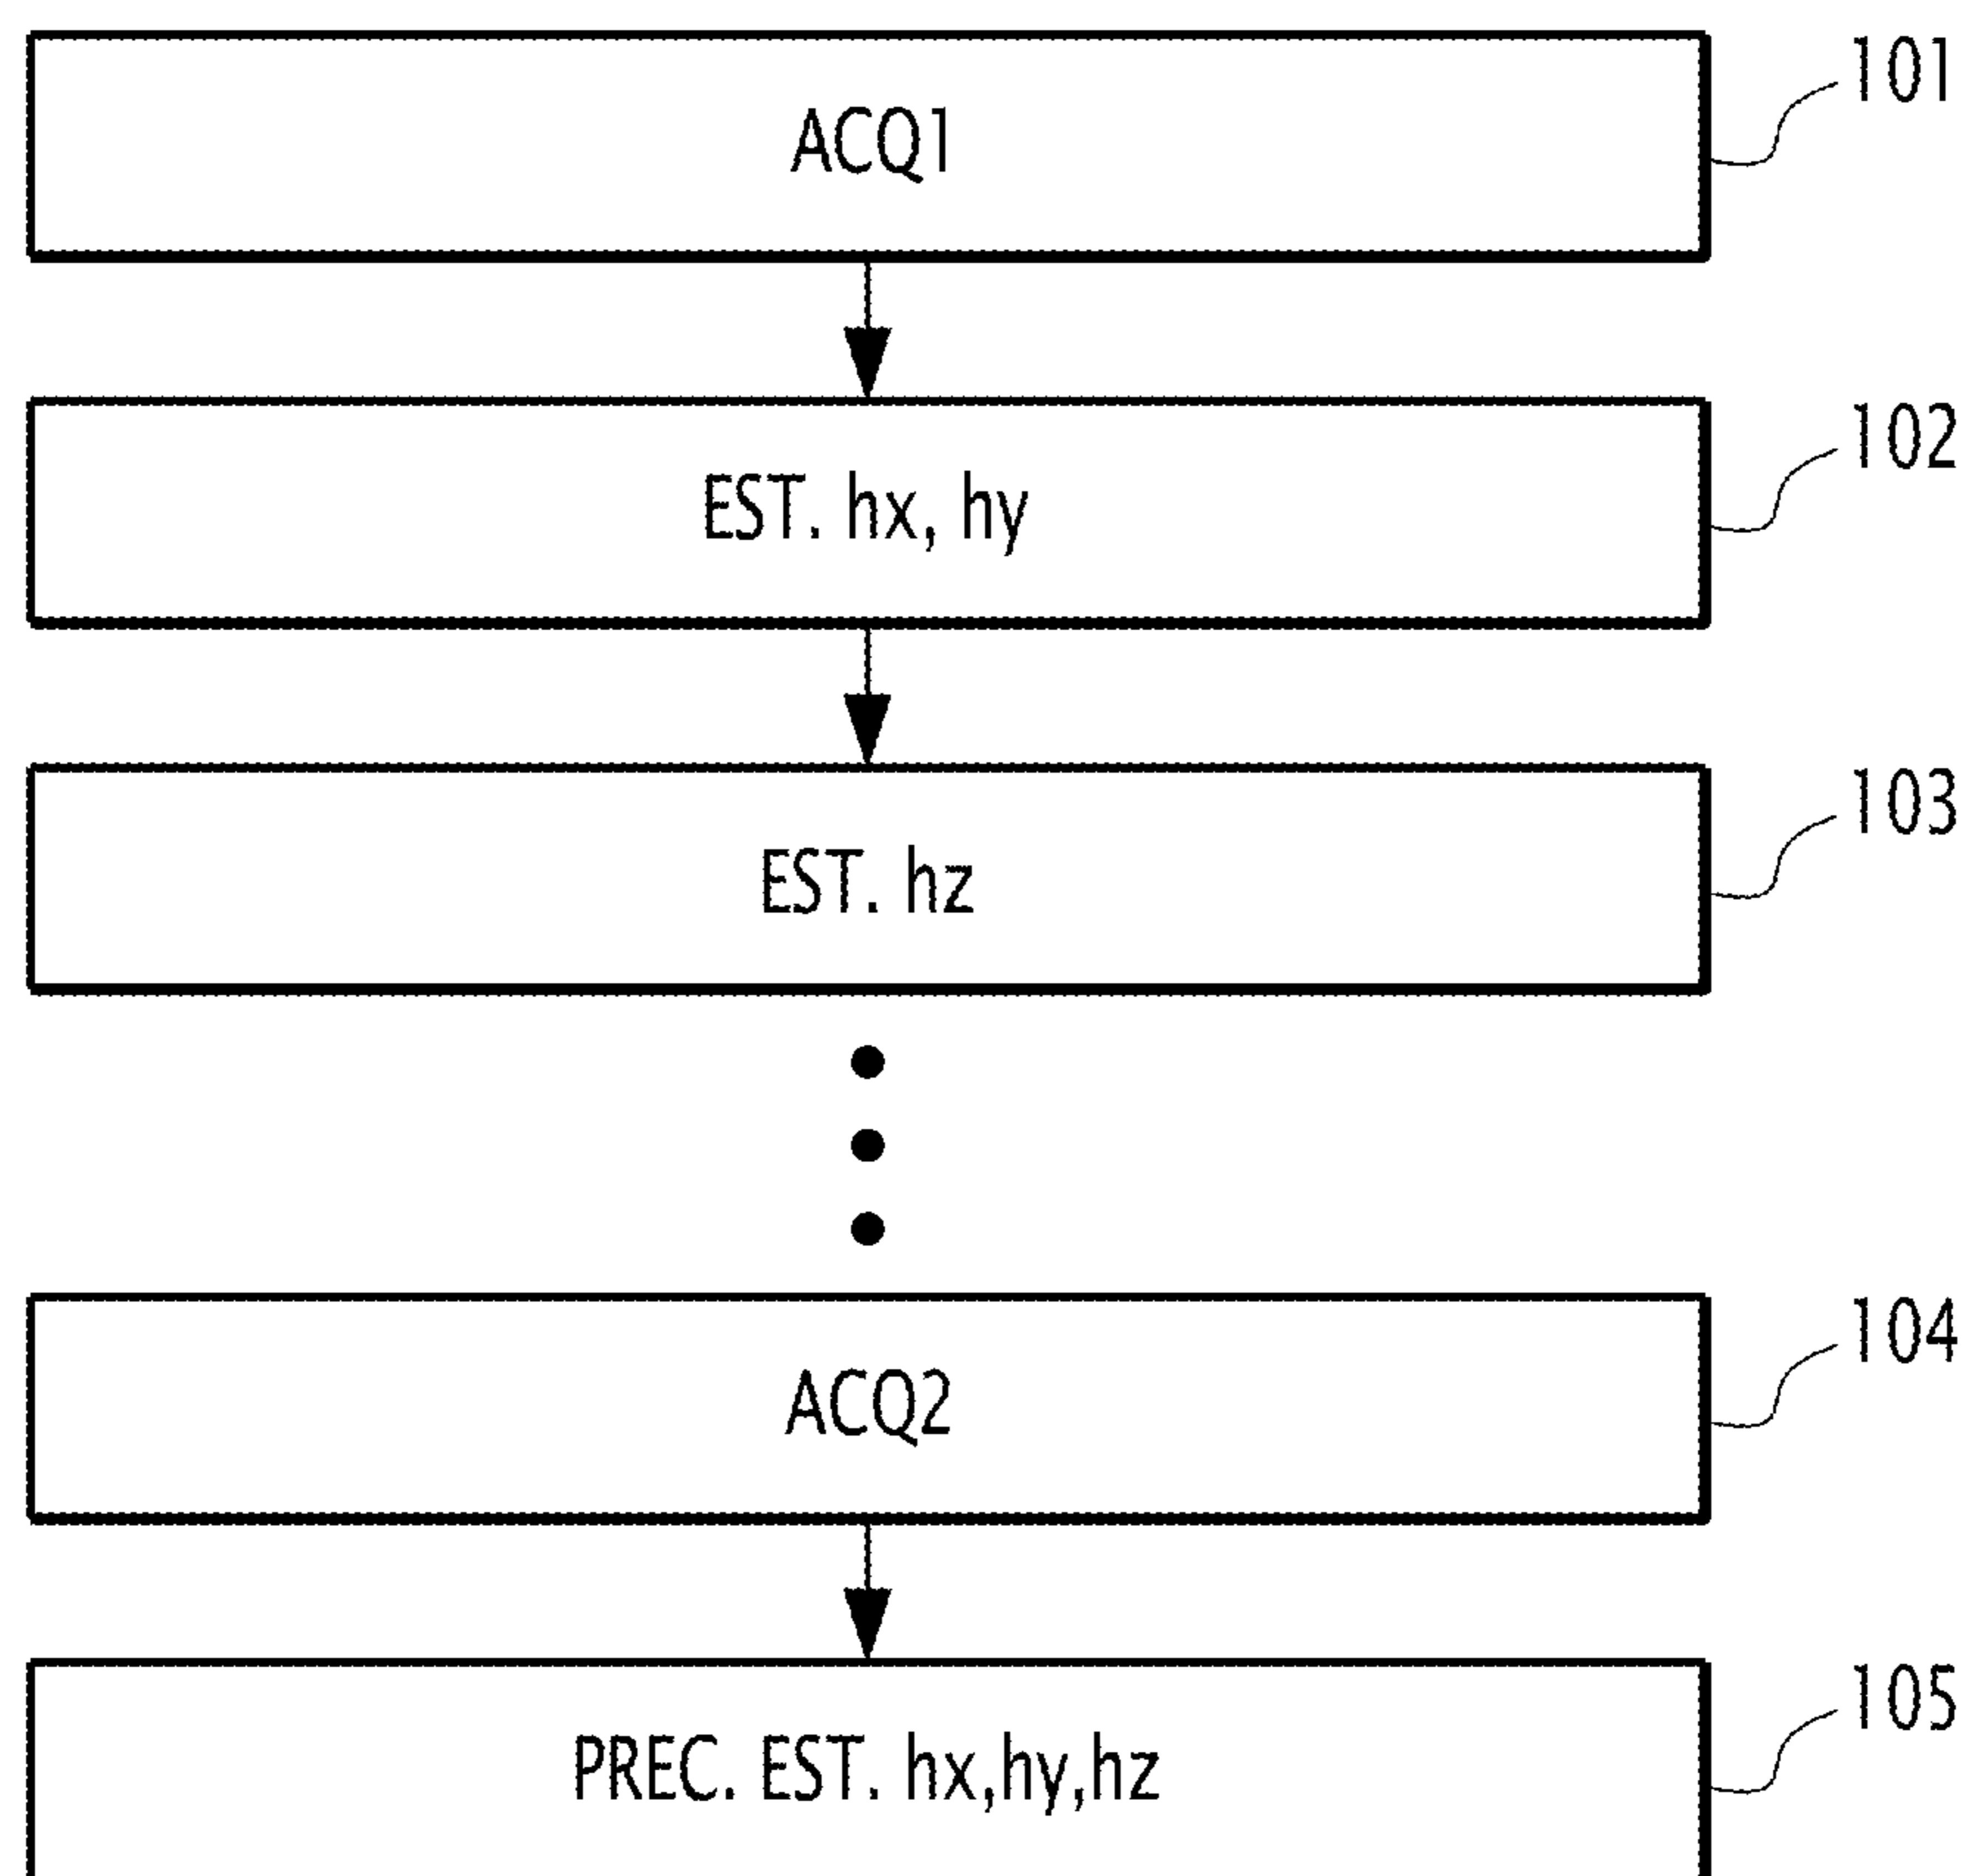 101
ACQ1
102
EST. hx, hy
103
EST. hz
104
ACQ2
105
PREC. EST. hx,hy,hz